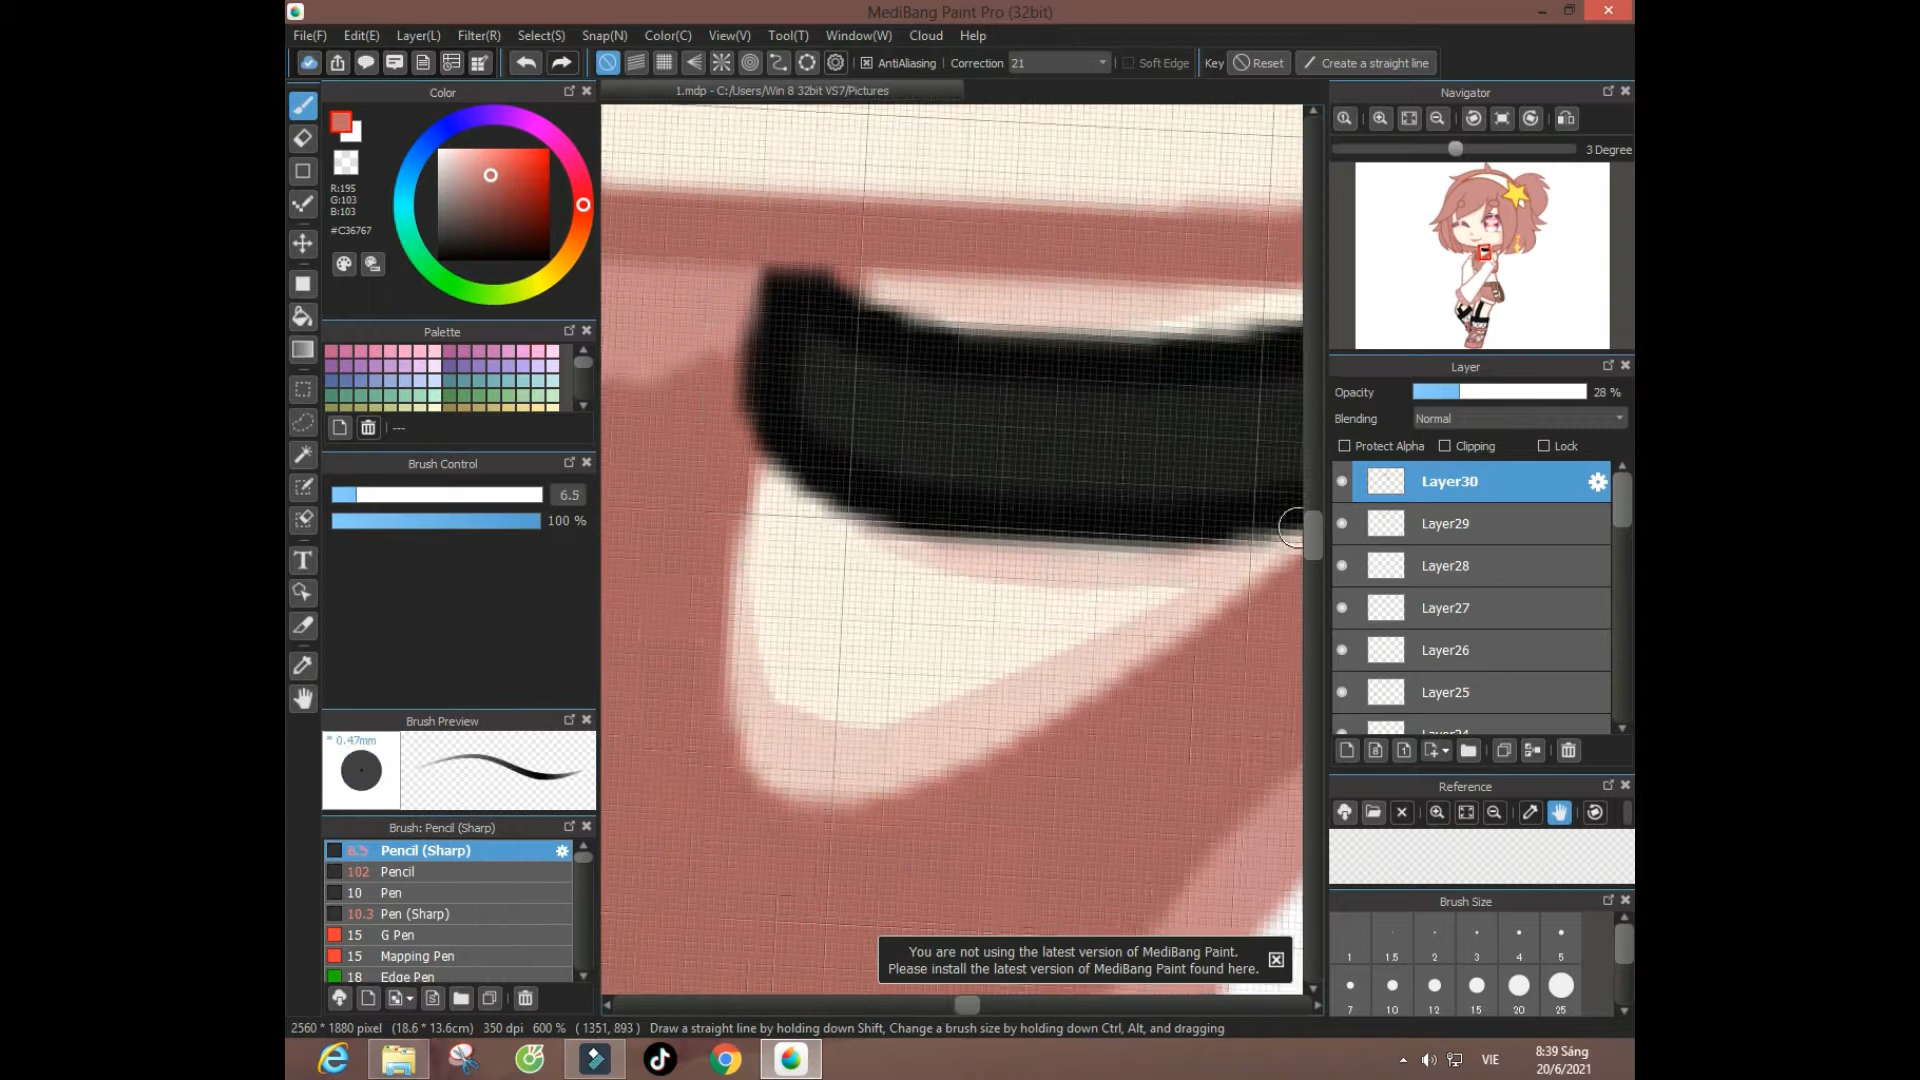 MediBang Paint Pro (32bit)
File(F) Edit(E) Layer(L) Filter(R) Select(S) Snap(N) Color(C) View(V) Tool(T) Window(W) Cloud Help
AntiAliasing Correction 21 Soft Edge Key Reset Create a straight line
Color
1.mdp - C:/Users/Win 8 32bit VS7/Pictures
Navigator
R:195
G:103
B:103
#C36767
3 Degree
Palette
---
Layer
Opacity 28 %
Blending Normal
Protect Alpha Clipping Lock
Layer30
Layer29
Layer28
Layer27
Layer26
Layer25
Layer24
Brush Control
6.5
100 %
Brush Preview
* 0.47mm
Brush: Pencil (Sharp)
6.5 Pencil (Sharp)
102 Pencil
10 Pen
10.3 Pen (Sharp)
15 G Pen
15 Mapping Pen
18 Edge Pen
Reference
Brush Size
1 1.5 2 3 4 5
7 10 12 15 20 25
You are not using the latest version of MediBang Paint.
Please install the latest version of MediBang Paint found here.
2560 * 1880 pixel (18.6 * 13.6cm) 350 dpi 600 % ( 1351, 893 ) Draw a straight line by holding down Shift, Change a brush size by holding down Ctrl, Alt, and dragging
VIE
8:39 Sáng
20/6/2021